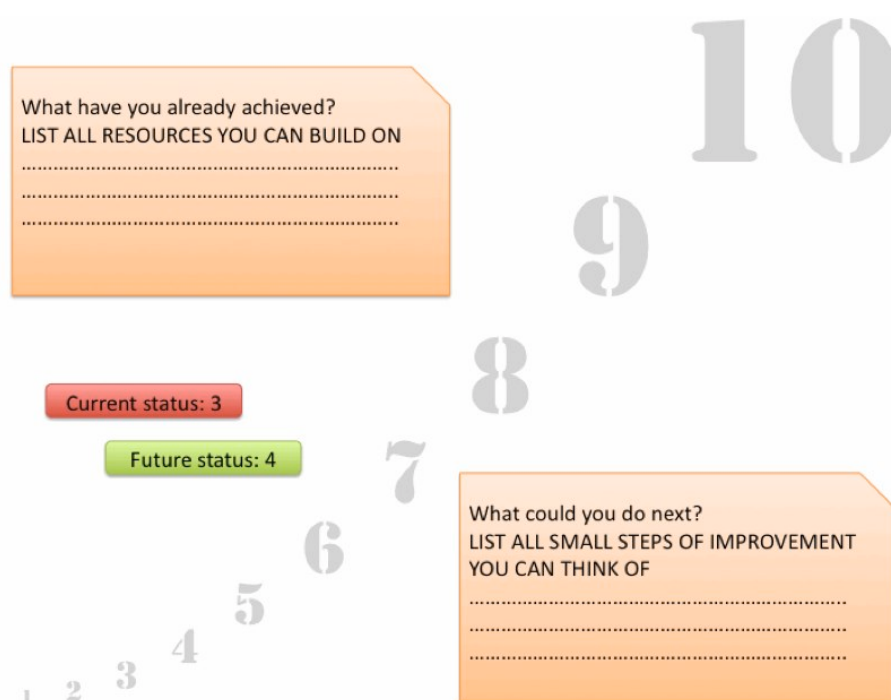 10
What have you already achieved?
LIST ALL RESOURCES YOU CAN BUILD ON
........................................................................
........................................................................
........................................................................
9
8
Current status: 3
Future status: 4
7
What could you do next?
LIST ALL SMALL STEPS OF IMPROVEMENT
YOU CAN THINK OF
........................................................................
........................................................................
........................................................................
6
5
4
3
2
1